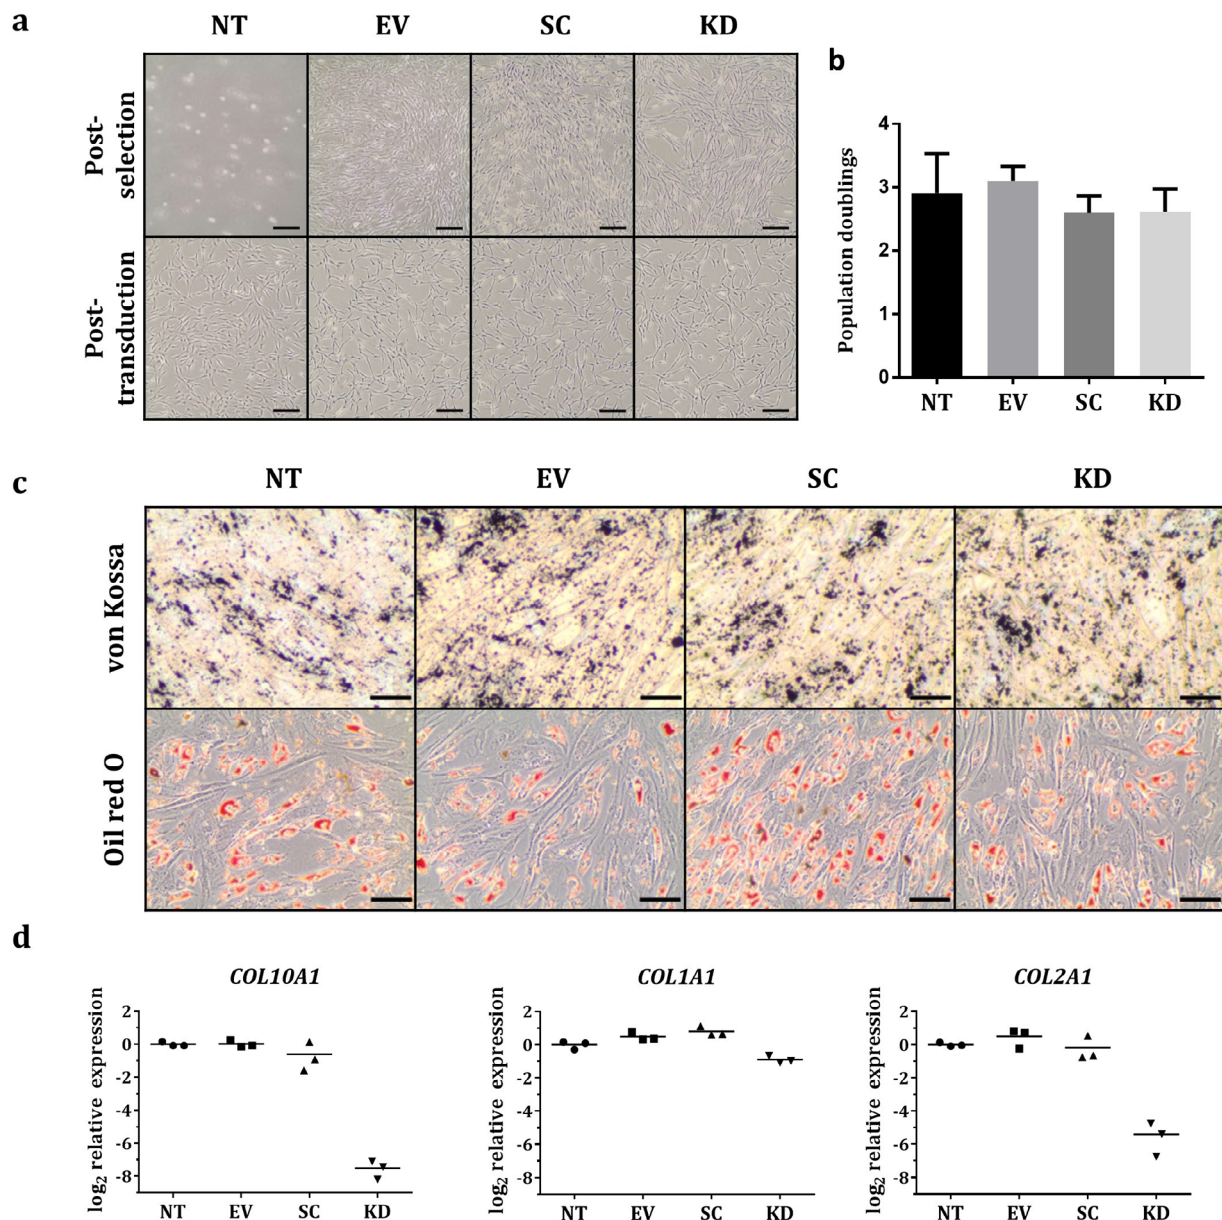 a
NT EV SC KD
Post-
selection
Post-
transduction
b
Population doublings
4
3
2
1
0
NT EV SC KD
c
NT EV SC KD
von Kossa
Oil red O
d
COL10A1
log2 relative expression
2
0
-2
-4
-6
-8
NT EV SC KD
COL1A1
log2 relative expression
2
0
-2
-4
-6
-8
NT EV SC KD
COL2A1
log2 relative expression
2
0
-2
-4
-6
-8
NT EV SC KD